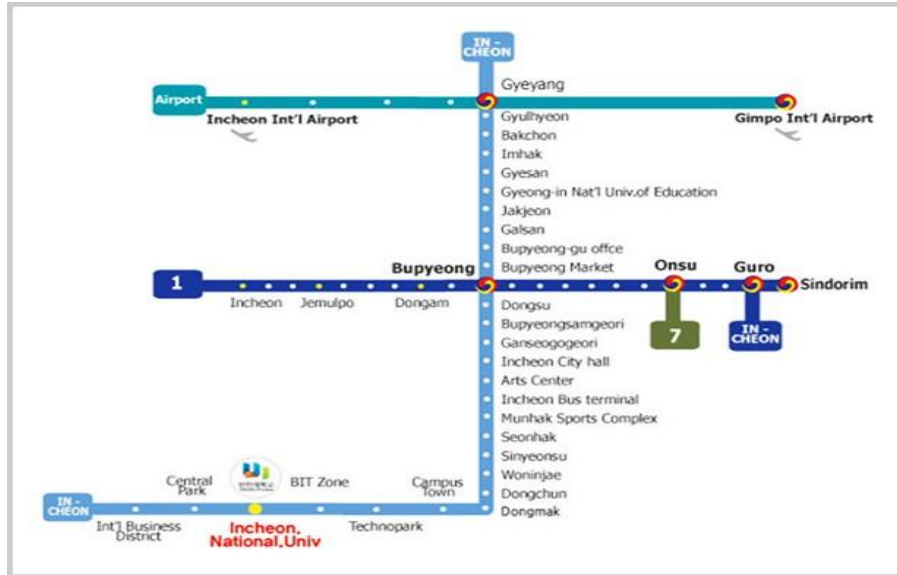 IN -
CHEON
Gyeyang
Airport
Incheon Int'l Airport
Gimpo Int'l Airport
Gyulhyeon
Bakchon
Imhak
Gyesan
Gyeong-in Nat'l Univ.of Education
Jakjeon
Galsan
Bupyeong-gu offce
Bupyeong Market
Bupyeong
Onsu
Guro
1
Sindorim
Incheon
Jemulpo
Dongam
7
IN -
CHEON
Dongsu
Bupyeongsamgeori
Ganseogogeori
Incheon City hall
Arts Center
Incheon Bus terminal
Munhak Sports Complex
Seonhak
Sinyeonsu
Woninjae
Dongchun
Dongmak
Central
Park
BIT Zone
Campus
Town
IN -
CHEON
Int'l Business
District
Incheon,
National,Univ
Technopark